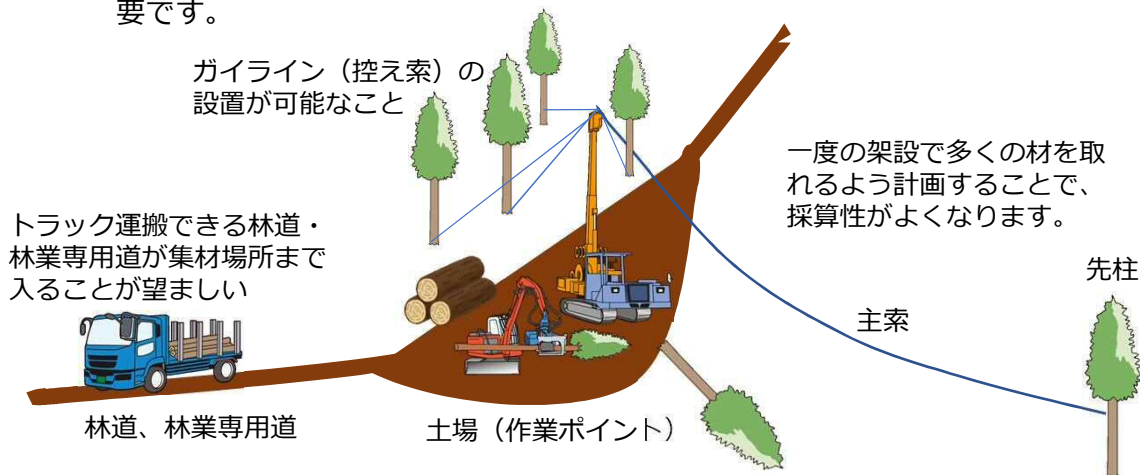 要です。
ガイライン（控え索）の
設置が可能なこと
一度の架設で多くの材を取
れるよう計画することで、
採算性がよくなります。
トラック運搬できる林道・
林業専用道が集材場所まで
入ることが望ましい
先柱
主索
林道、林業専用道
土場（作業ポイント）